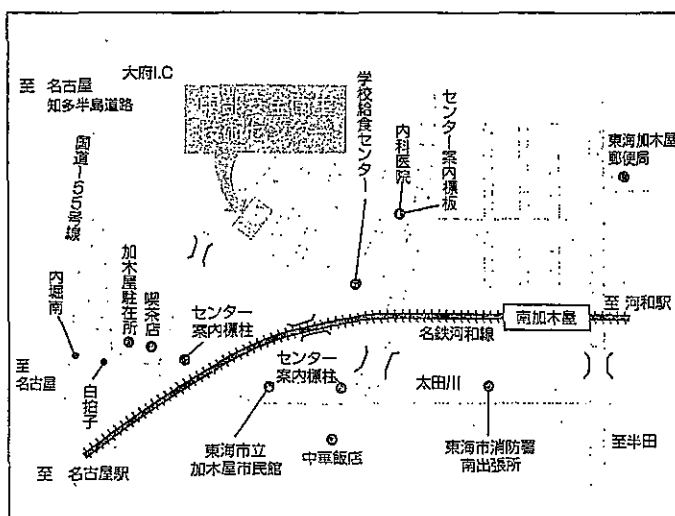 至 名古屋
知多半島道路
大府I.C
学校給食センター
内科医院
センター案内標板
東海加木屋
郵便局
国道155号線
内堀南
加木屋駐在所
喫茶店
センター
案内標柱
至
名古屋
白拍子
センター
案内標柱
名鉄河和線
南加木屋
至 河和駅
太田川
東海市立
加木屋市民館
中華飯店
東海市消防署
南出張所
至半田
至 名古屋駅